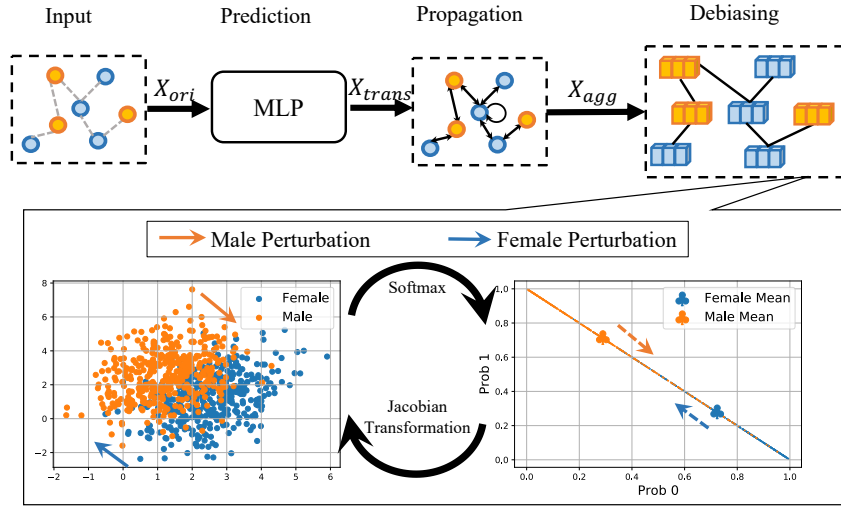 Input Prediction Propagation Debiasing
X_ori MLP X_trans X_agg
Male Perturbation Female Perturbation
Female
Male
8
6
4
2
0
−2
−2 −1 0 1 2 3 4 5 6
Softmax
Jacobian
Transformation
Female Mean
Male Mean
Prob 1
1,0
0.8
0.6
0.4
0.2
0,0
0.0 0.2 0.4 0.6 0.8 1.0
Prob 0